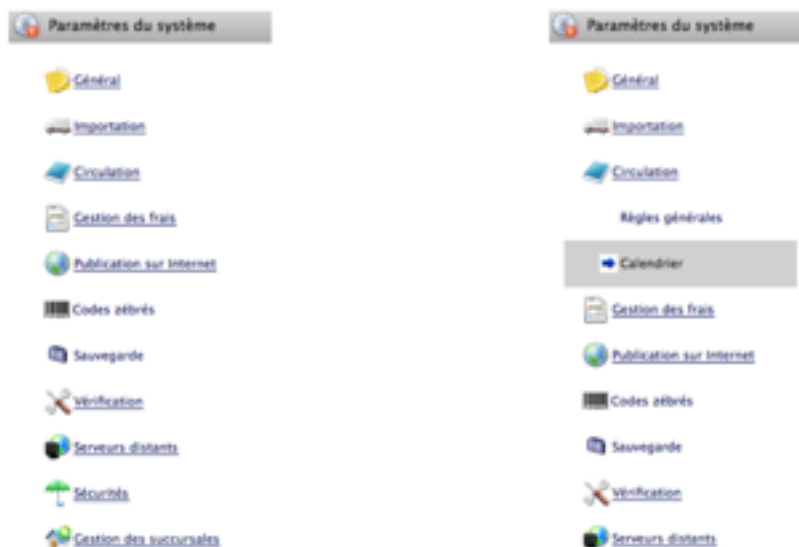 Paramètres du système
Général
Importation
Circulation
Gestion des frais
Publication sur Internet
Codes zébrés
Sauvegarde
Vérification
Serveurs distants
Sécurités
Gestion des succursales
Paramètres du système
Général
Importation
Circulation
Règles générales
Calendrier
Gestion des frais
Publication sur Internet
Codes zébrés
Sauvegarde
Vérification
Serveurs distants